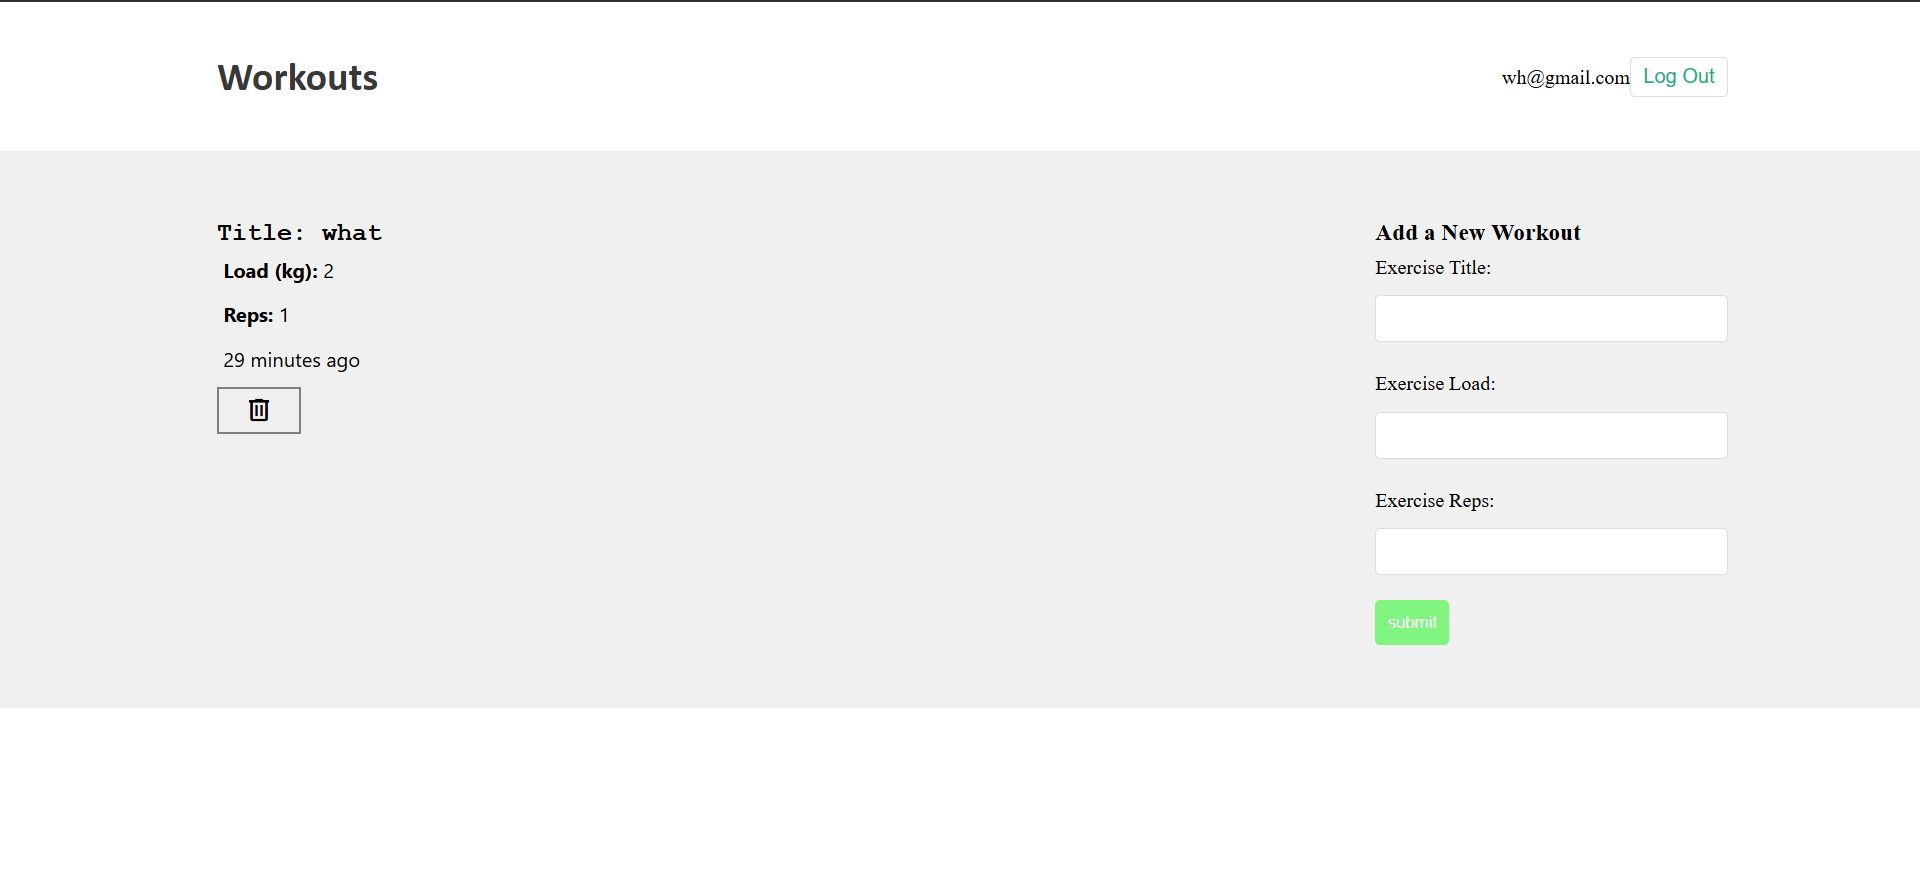 Workouts
wh@gmail.com
Log Out
Title: what
Load (kg): 2
Reps: 1
29 minutes ago
Add a New Workout
Exercise Title:
Exercise Load:
Exercise Reps:
submit